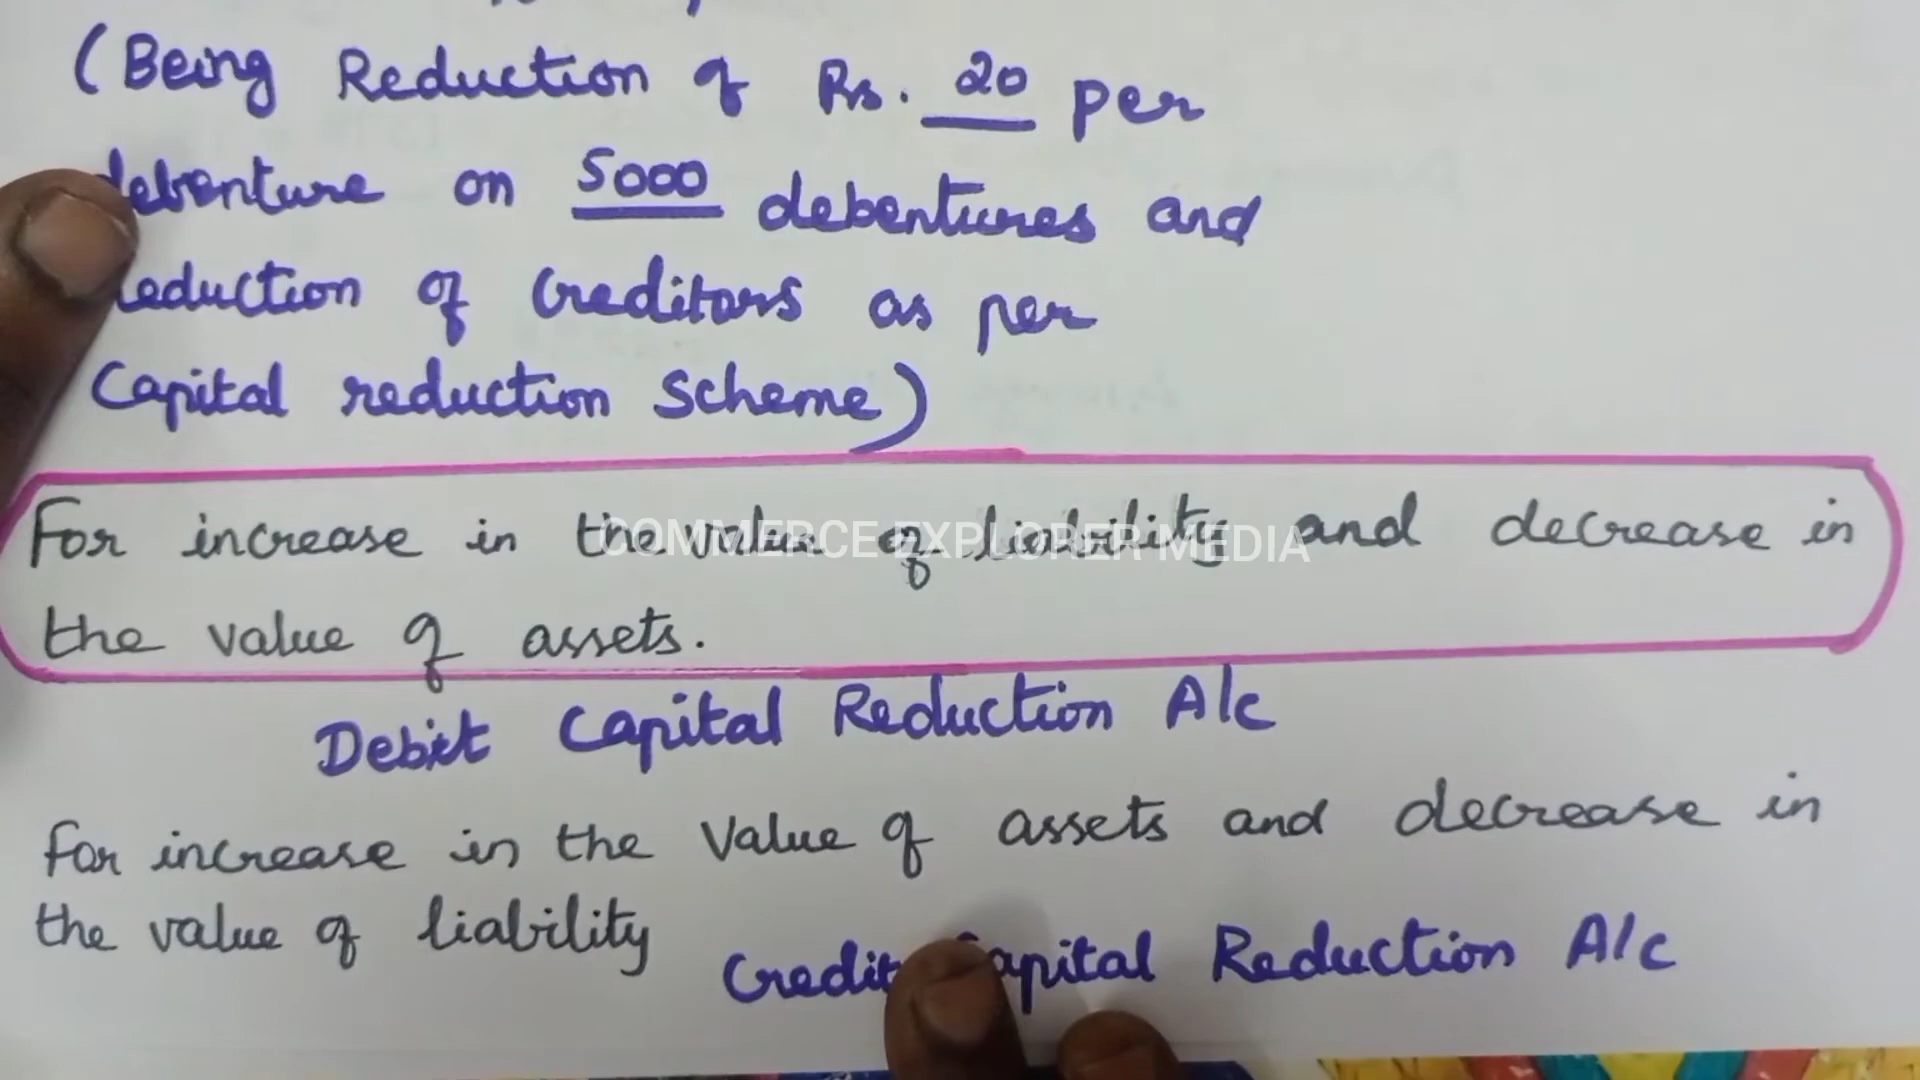 (Being Reduction of Rs. 20 per
debenture on 5000 debentures and
reduction of Creditors as per
Capital reduction Scheme)
For increase in the value of liability and decrease in
the value of assets.
COMMERCE EXPLORER MEDIA
Debit Capital Reduction A/c
For increase in the Value of assets and decrease in
the value of liability
Credit Capital Reduction A/c